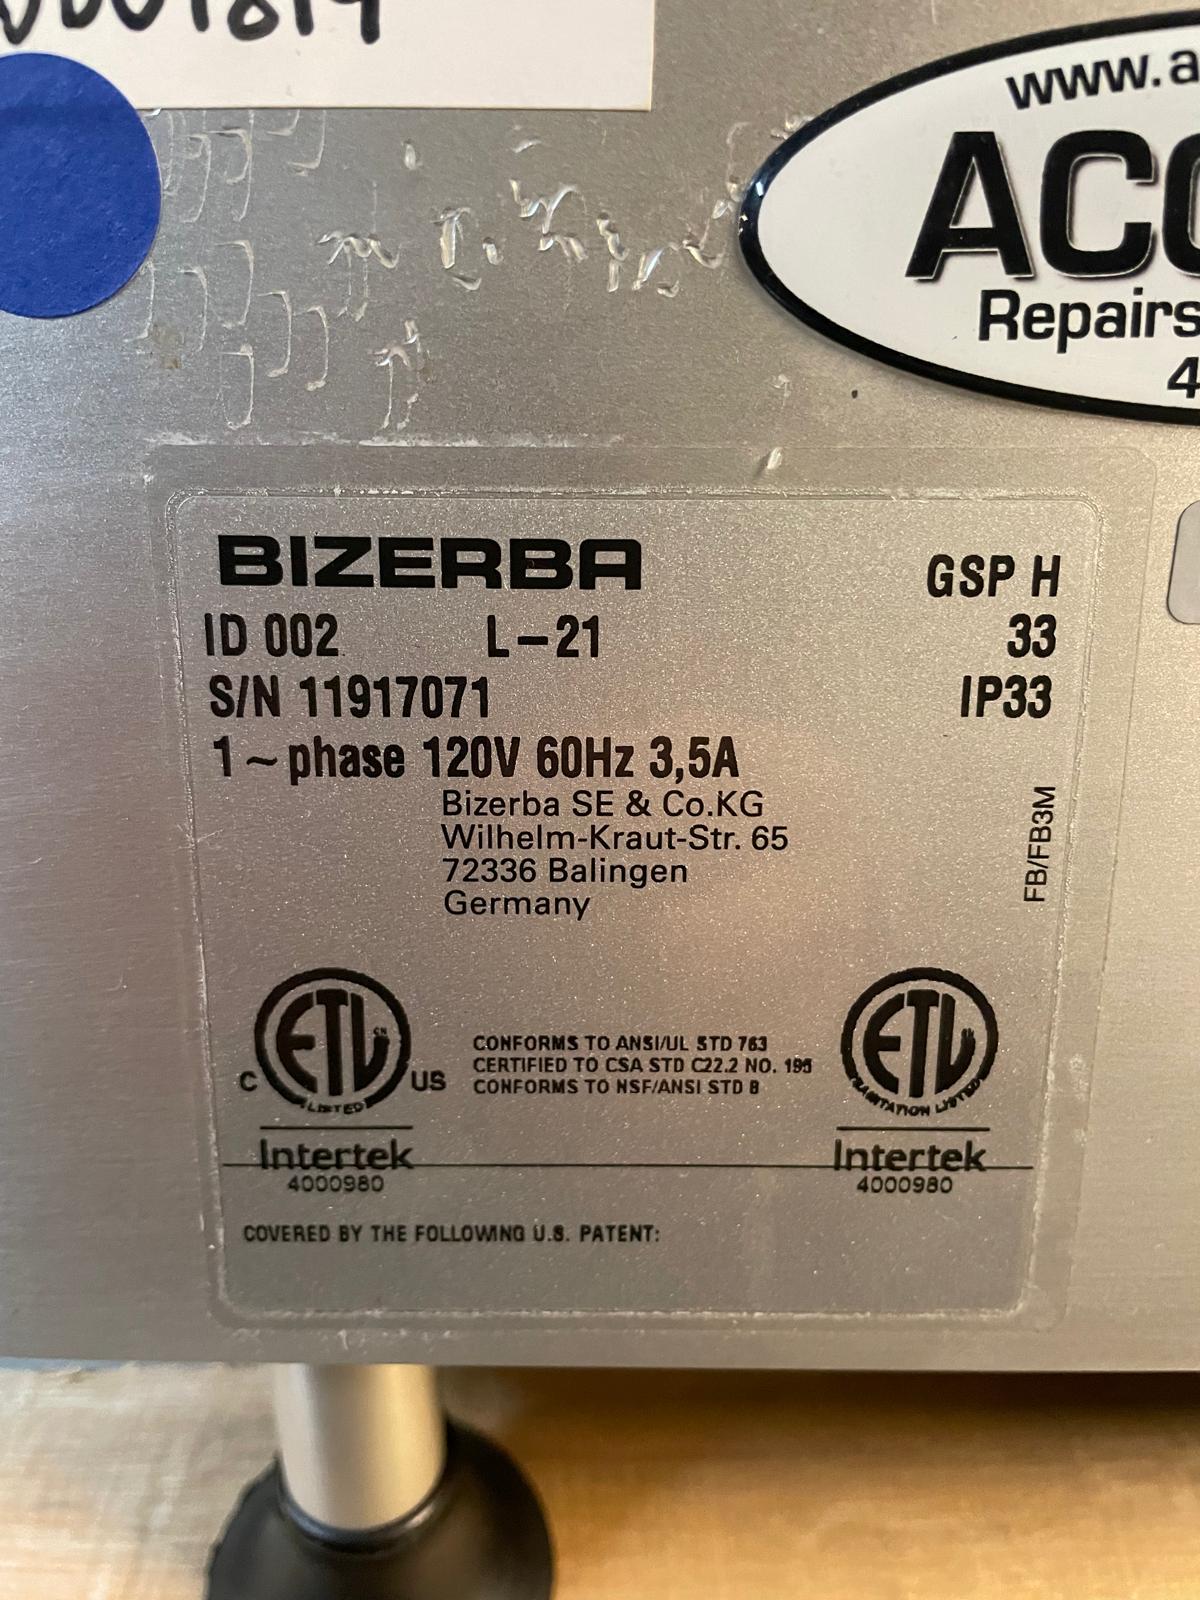 www.a
ACC
Repairs
4
BIZERBA
GSP H
ID 002 L-21 33
S/N 11917071 IP33
1~phase 120V 60Hz 3,5A
Bizerba SE & Co.KG
Wilhelm-Kraut-Str. 65
72336 Balingen
Germany
FB/FB3M
ETL
CONFORMS TO ANSI/UL STD 763
CERTIFIED TO CSA STD C22.2 NO. 195
CONFORMS TO NSF/ANSI STD 8
C US
LISTED
Intertek
4000980
ETL
SANITATION LISTED
Intertek
4000980
COVERED BY THE FOLLOWING U.S. PATENT: